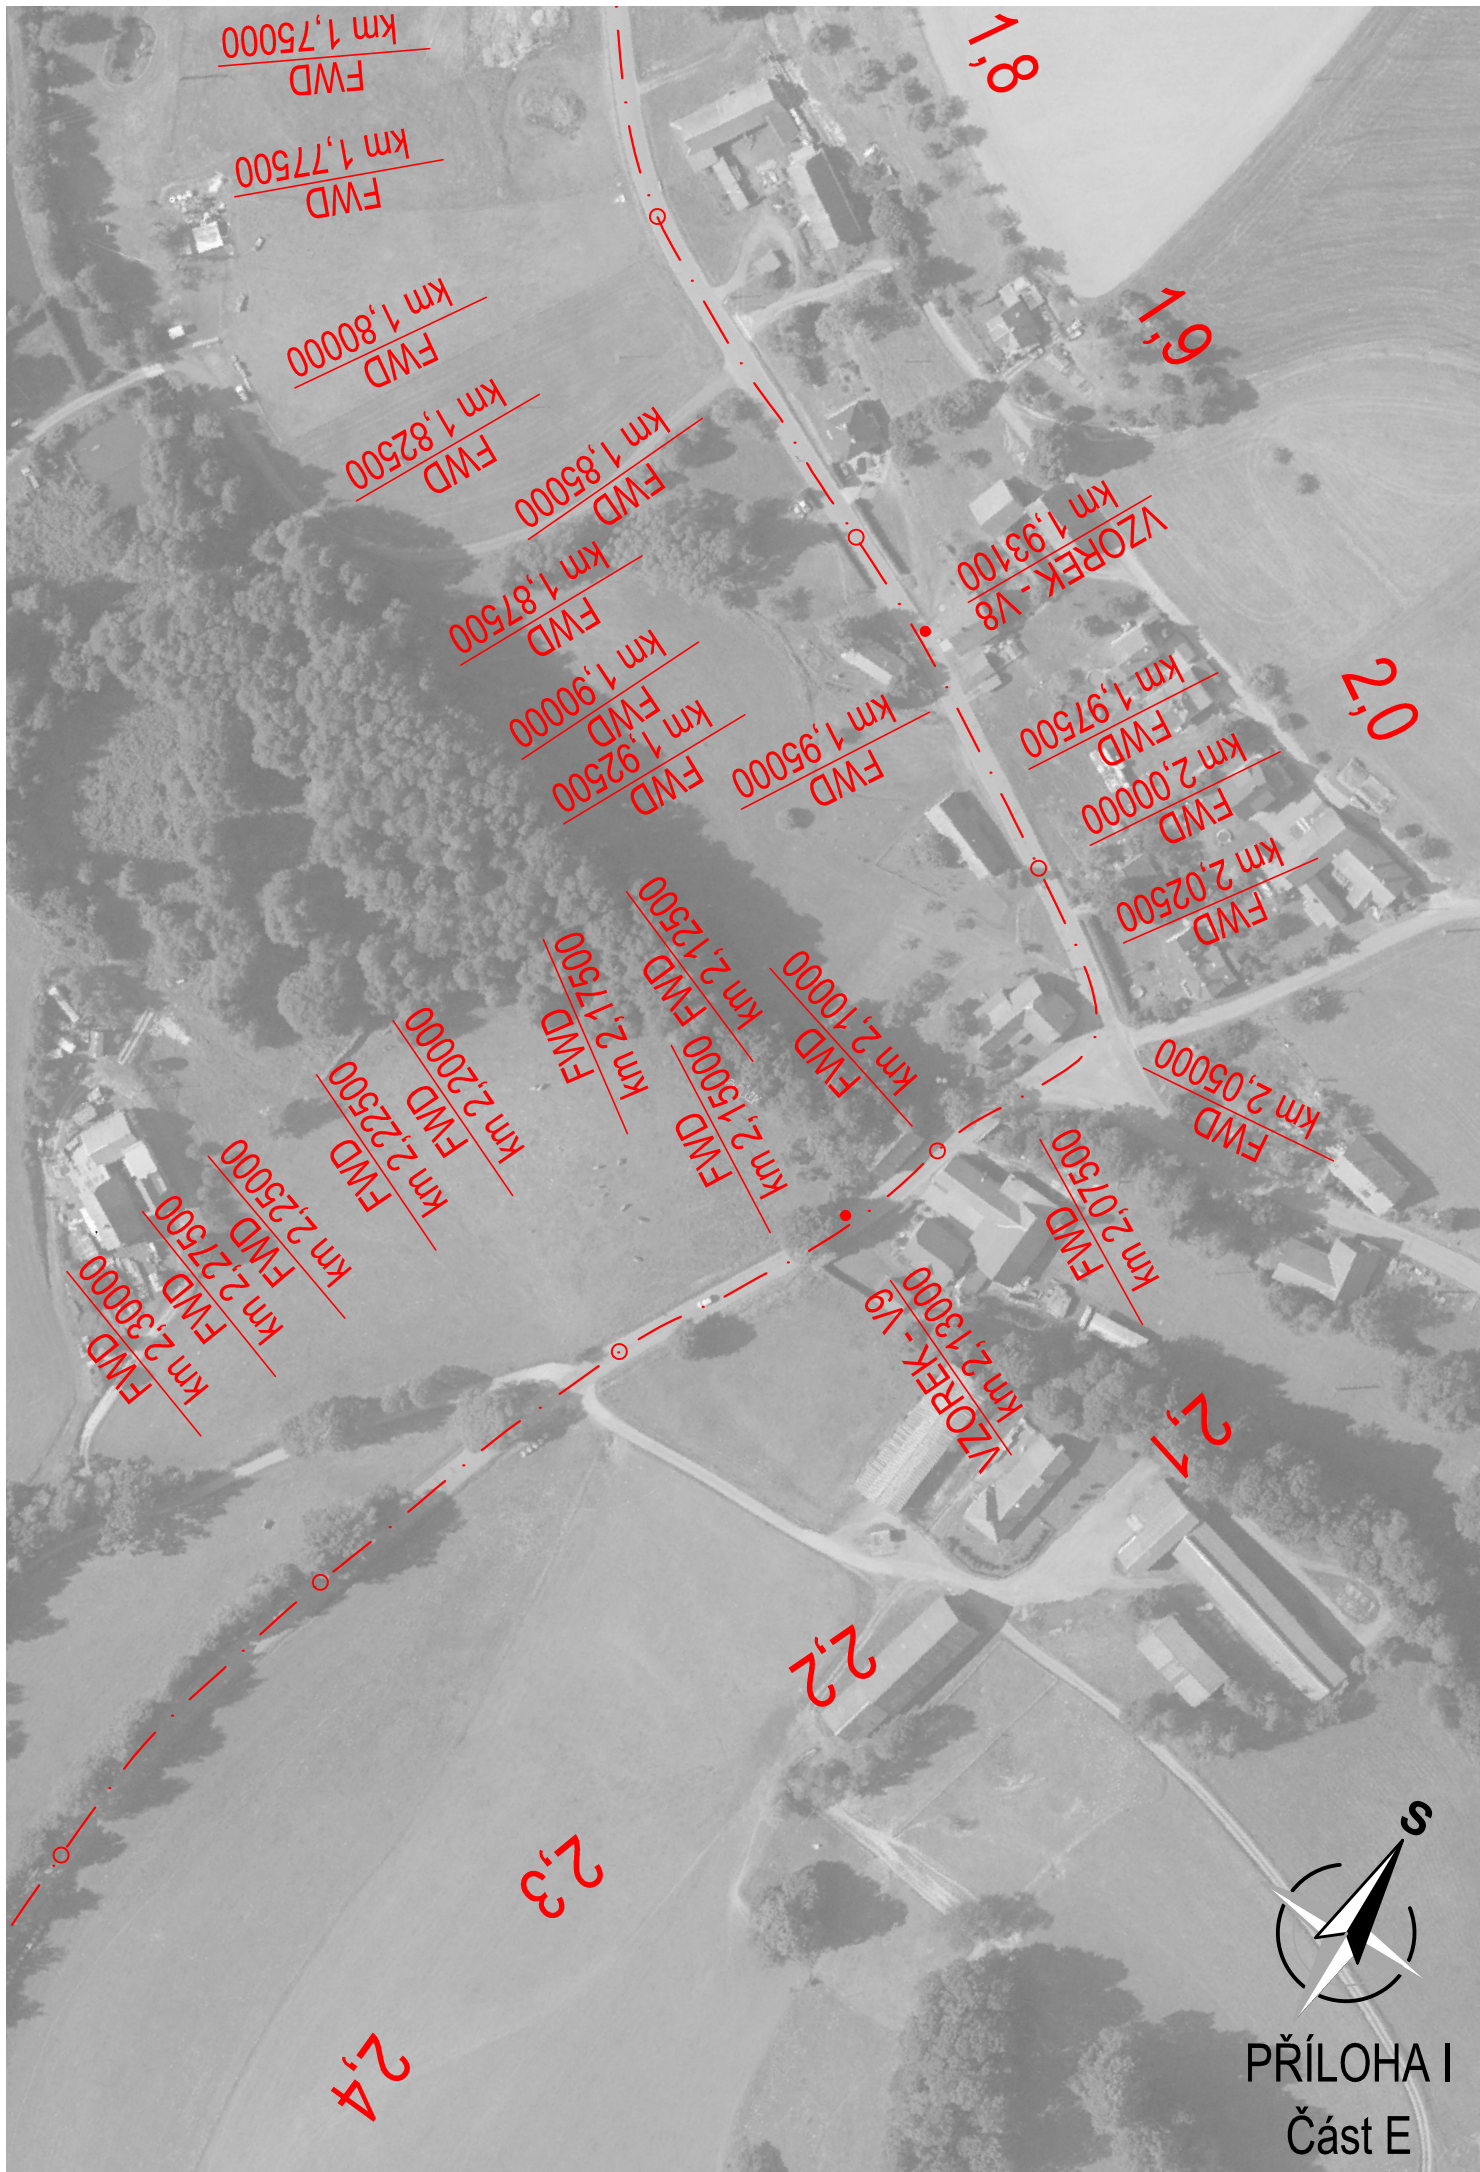 km 1,75000
FWD
km 1,77500
FWD
km 1,80000
FWD
km 1,82500
FWD
km 1,85000
FWD
km 1,87500
FWD
km 1,90000
FWD
km 1,92500
FWD
VZOREK - V8
km 1,93100
km 1,95000
FWD
km 1,97500
FWD
km 2,00000
FWD
km 2,02500
FWD
km 2,05000
FWD
FWD
km 2,07500
FWD
km 2,10000
FWD
km 2,12500
VZOREK - V9
km 2,13000
FWD
km 2,15000
FWD
km 2,17500
FWD
km 2,20000
FWD
km 2,22500
FWD
km 2,25000
FWD
km 2,27500
FWD
km 2,30000
1,8
1,9
2,0
2,1
2,2
2,3
2,4
S
PŘÍLOHA I
Část E